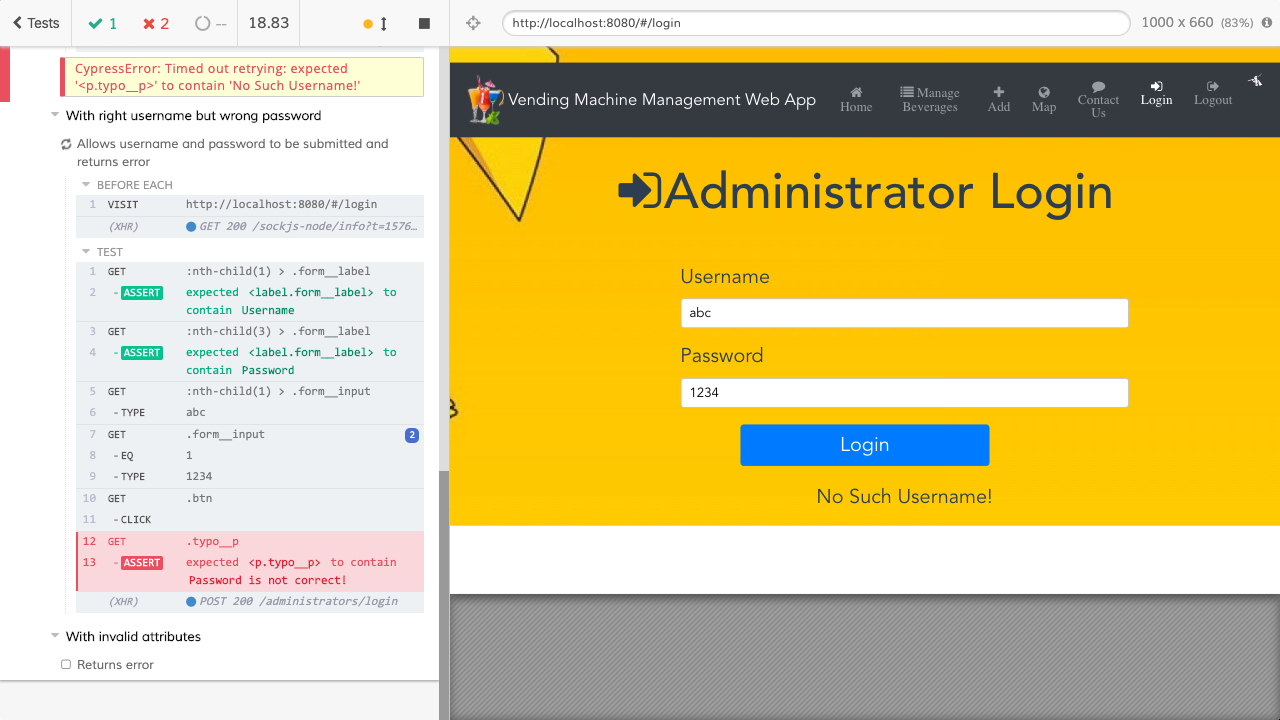 Tests
1
2
--
18.83
http://localhost:8080/#/login
1000 x 660 (83%)
CypressError: Timed out retrying: expected
'<p.typo__p>' to contain 'No Such Username!'
With right username but wrong password
Allows username and password to be submitted and
returns error
BEFORE EACH
1 VISIT http://localhost:8080/#/login
(XHR) GET 200 /sockjs-node/info?t=1576…
TEST
1 GET :nth-child(1) > .form__label
2 -ASSERT expected <label.form__label> to
contain Username
3 GET :nth-child(3) > .form__label
4 -ASSERT expected <label.form__label> to
contain Password
5 GET :nth-child(1) > .form__input
6 -TYPE abc
7 GET .form__input 2
8 -EQ 1
9 -TYPE 1234
10 GET .btn
11 -CLICK
12 GET .typo__p
13 -ASSERT expected <p.typo__p> to contain
Password is not correct!
(XHR) POST 200 /administrators/login
With invalid attributes
Returns error
Vending Machine Management Web App
Home
Manage
Beverages
Add
Map
Contact
Us
Login
Logout
Administrator Login
Username
abc
Password
1234
Login
No Such Username!